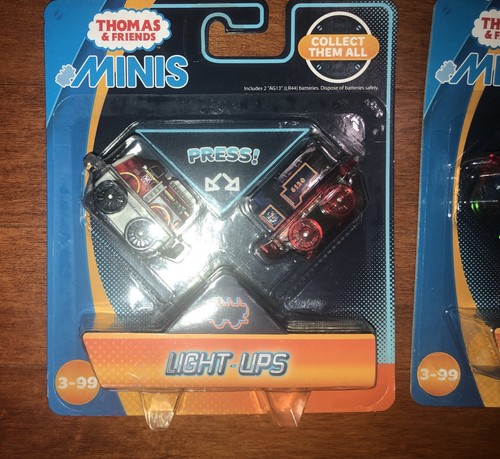 THOMAS
& FRIENDS
MINIS
COLLECT
THEM ALL
Includes 2 "AG13" (LR44) batteries. Dispose of batteries safely.
PRESS!
LIGHT-UPS
3-99
TH
& F
M
3-99